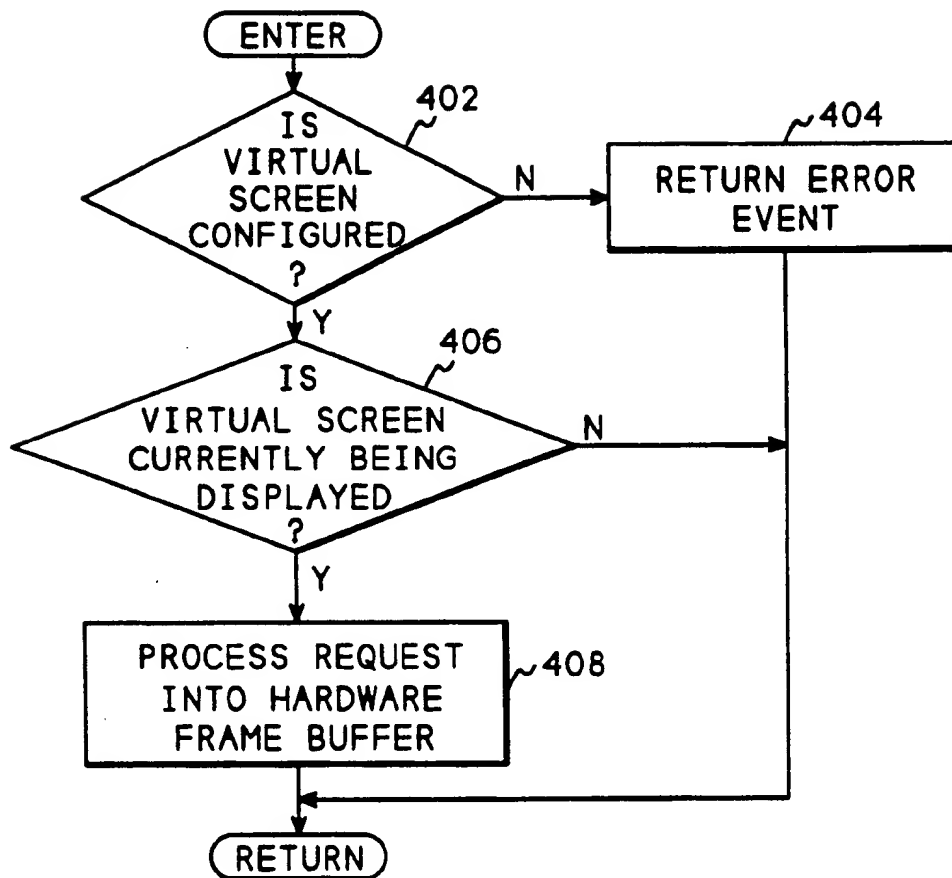 ENTER
402
IS
VIRTUAL
SCREEN
CONFIGURED
?
N
404
RETURN ERROR
EVENT
Y
406
IS
VIRTUAL SCREEN
CURRENTLY BEING
DISPLAYED
?
N
Y
408
PROCESS REQUEST
INTO HARDWARE
FRAME BUFFER
RETURN